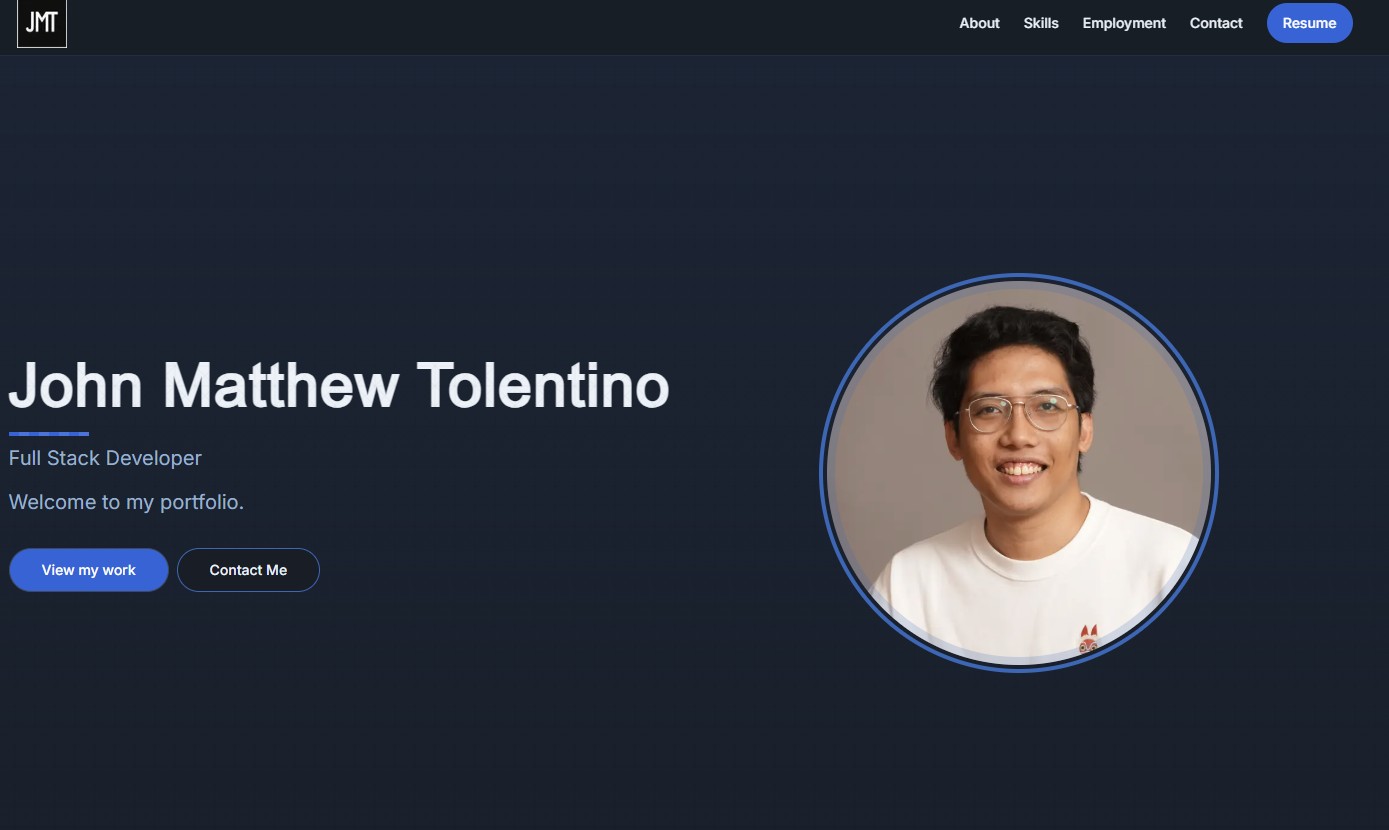 JMT
About Skills Employment Contact Resume
John Matthew Tolentino
Full Stack Developer
Welcome to my portfolio.
View my work Contact Me